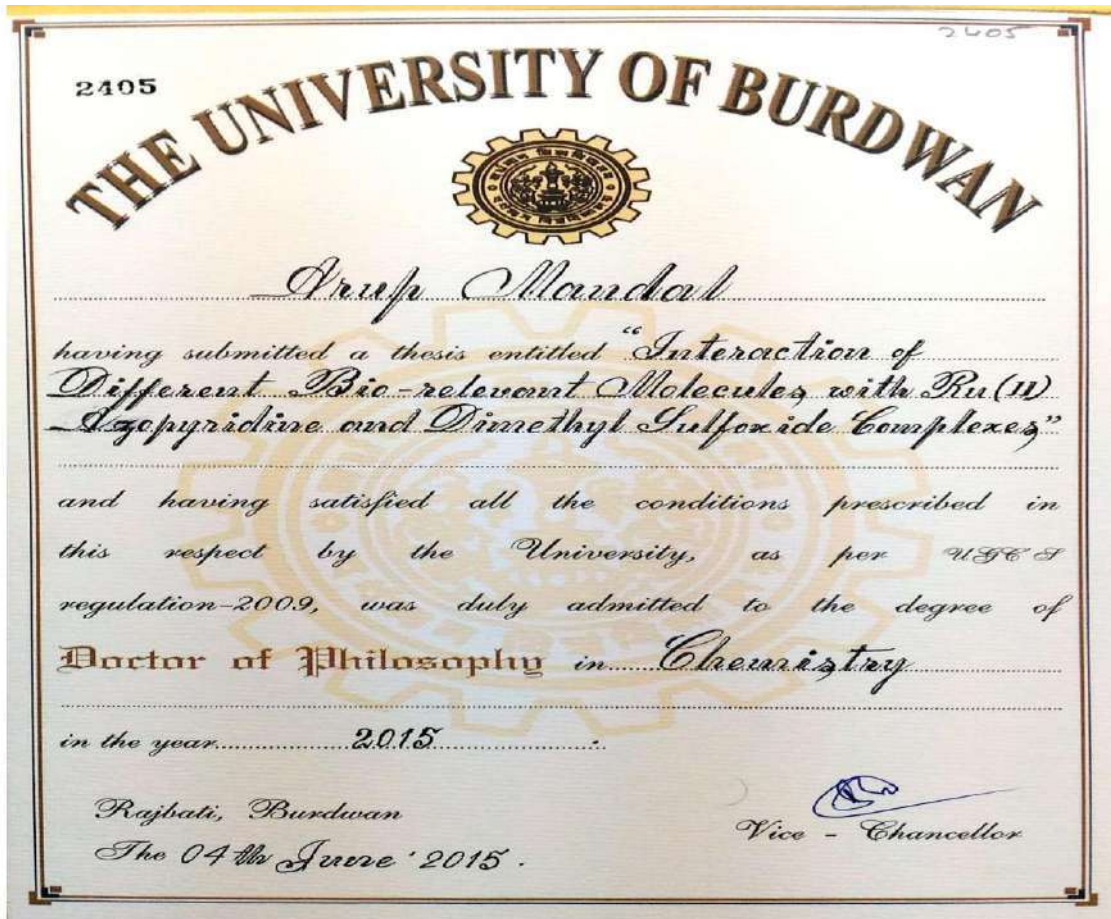 2405
2405
THE UNIVERSITY OF BURDWAN
Arup Mandal
having submitted a thesis entitled "Interaction of
Different Bio-relevant Molecules with Ru(II)
Azopyridine and Dimethyl Sulfoxide Complexes"
and having satisfied all the conditions prescribed in
this respect by the University, as per UGC'S
regulation-2009, was duly admitted to the degree of
Doctor of Philosophy in Chemistry
in the year 2015.
Rajbati, Burdwan
The 04th June '2015.
Vice - Chancellor